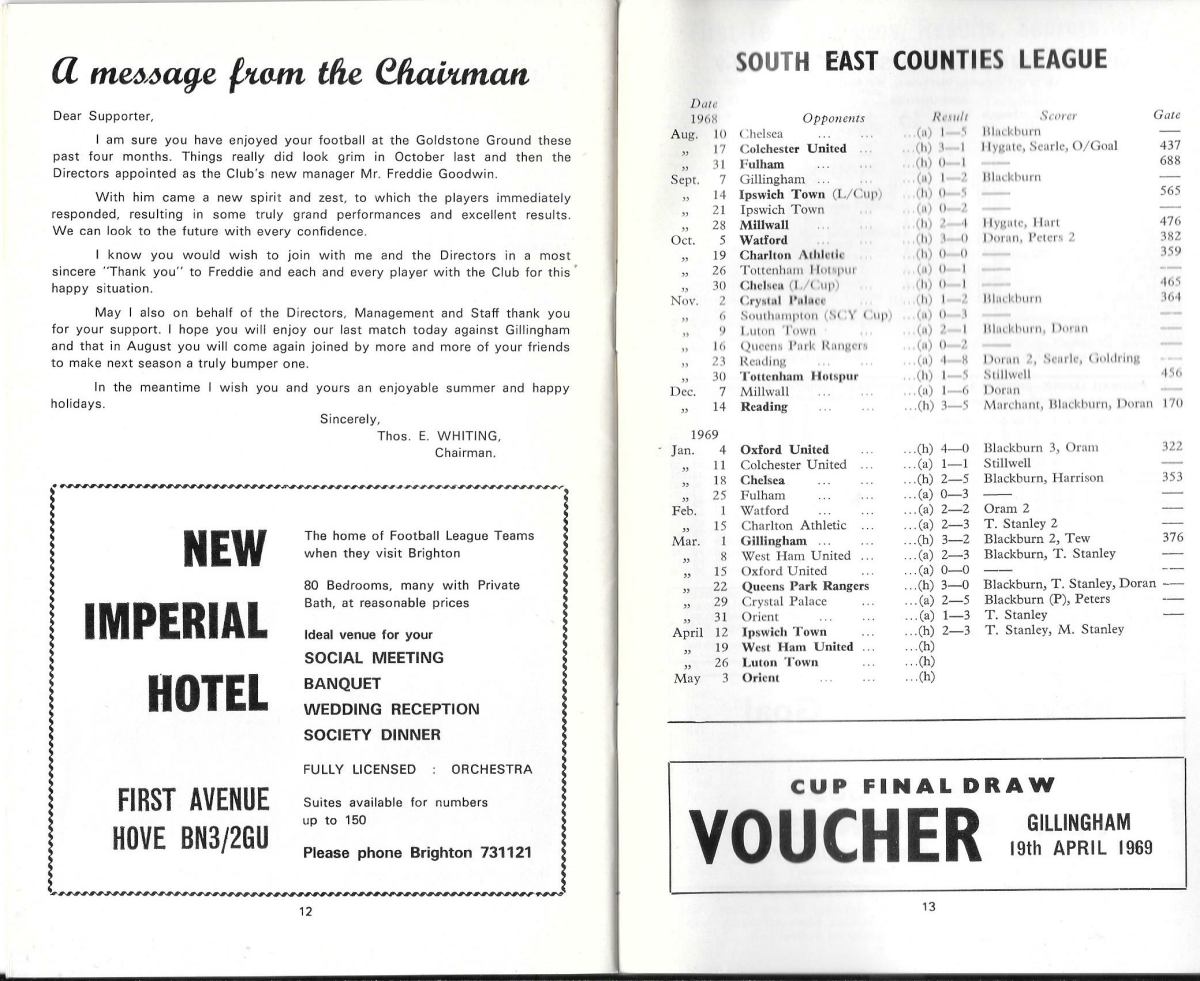 A message from the Chairman
Dear Supporter,
I am sure you have enjoyed your football at the Goldstone Ground these
past four months. Things really did look grim in October last and then the
Directors appointed as the Club's new manager Mr. Freddie Goodwin.
With him came a new spirit and zest, to which the players immediately
responded, resulting in some truly grand performances and excellent results.
We can look to the future with every confidence.
I know you would wish to join with me and the Directors in a most
sincere "Thank you" to Freddie and each and every player with the Club for this
happy situation.
May I also on behalf of the Directors, Management and Staff thank you
for your support. I hope you will enjoy our last match today against Gillingham
and that in August you will come again joined by more and more of your friends
to make next season a truly bumper one.
In the meantime I wish you and yours an enjoyable summer and happy
holidays.
Sincerely,
Thos. E. WHITING,
Chairman.
NEW
IMPERIAL
HOTEL
FIRST AVENUE
HOVE BN3/2GU
The home of Football League Teams
when they visit Brighton
80 Bedrooms, many with Private
Bath, at reasonable prices
Ideal venue for your
SOCIAL MEETING
BANQUET
WEDDING RECEPTION
SOCIETY DINNER
FULLY LICENSED : ORCHESTRA
Suites available for numbers
up to 150
Please phone Brighton 731121
12
SOUTH EAST COUNTIES LEAGUE
Date
1968 Opponents Result Scorer Gate
Aug. 10 Chelsea ... ... ...(a) 1—5 Blackburn —
„ 17 Colchester United ... ...(h) 3—1 Hygate, Searle, O/Goal 437
„ 31 Fulham ... ... ...(h) 0—1 — 688
Sept. 7 Gillingham ... ... ...(a) 1—2 Blackburn —
„ 14 Ipswich Town (L/Cup) ...(h) 0—5 — 565
„ 21 Ipswich Town ... ...(a) 0—2 — —
„ 28 Millwall ... ... ...(h) 2—4 Hygate, Hart 476
Oct. 5 Watford ... ... ...(h) 3—0 Doran, Peters 2 382
„ 19 Charlton Athletic ... ...(h) 0—0 — 359
„ 26 Tottenham Hotspur ...(a) 0—1 — —
„ 30 Chelsea (L/Cup) ... ...(h) 0—1 — 465
Nov. 2 Crystal Palace ... ...(h) 1—2 Blackburn 364
„ 6 Southampton (SCY Cup) ...(a) 0—3 — —
„ 9 Luton Town ... ...(a) 2—1 Blackburn, Doran —
„ 16 Queens Park Rangers ...(a) 0—2 — —
„ 23 Reading ... ... ...(a) 4—8 Doran 2, Searle, Goldring —
„ 30 Tottenham Hotspur ...(h) 1—5 Stillwell 456
Dec. 7 Millwall ... ... ...(a) 1—6 Doran —
„ 14 Reading ... ... ...(h) 3—5 Marchant, Blackburn, Doran 170
1969
Jan. 4 Oxford United ... ...(h) 4—0 Blackburn 3, Oram 322
„ 11 Colchester United ... ...(a) 1—1 Stillwell —
„ 18 Chelsea ... ... ...(h) 2—5 Blackburn, Harrison 353
„ 25 Fulham ... ... ...(a) 0—3 — —
Feb. 1 Watford ... ... ...(a) 2—2 Oram 2 —
„ 15 Charlton Athletic ... ...(a) 2—3 T. Stanley 2 —
Mar. 1 Gillingham ... ... ...(h) 3—2 Blackburn 2, Tew 376
„ 8 West Ham United ... ...(a) 2—3 Blackburn, T. Stanley —
„ 15 Oxford United ... ...(a) 0—0 — —
„ 22 Queens Park Rangers ...(h) 3—0 Blackburn, T. Stanley, Doran —
„ 29 Crystal Palace ... ...(a) 2—5 Blackburn (P), Peters —
„ 31 Orient ... ... ...(a) 1—3 T. Stanley —
April 12 Ipswich Town ... ...(h) 2—3 T. Stanley, M. Stanley
„ 19 West Ham United ... ...(h)
„ 26 Luton Town ... ...(h)
May 3 Orient ... ... ...(h)
CUP FINAL DRAW
VOUCHER
GILLINGHAM
19th APRIL 1969
13